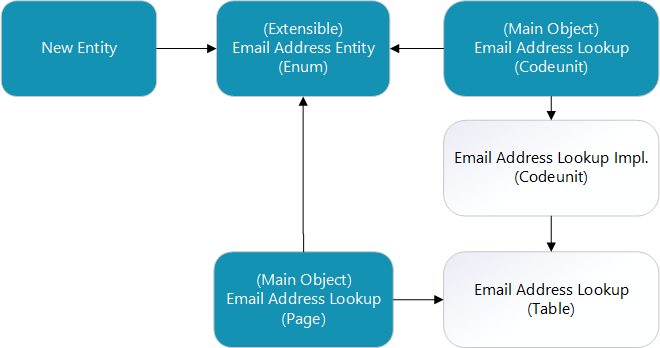 New Entity
(Extensible)
Email Address Entity
(Enum)
(Main Object)
Email Address Lookup
(Codeunit)
Email Address Lookup Impl.
(Codeunit)
(Main Object)
Email Address Lookup
(Page)
Email Address Lookup
(Table)